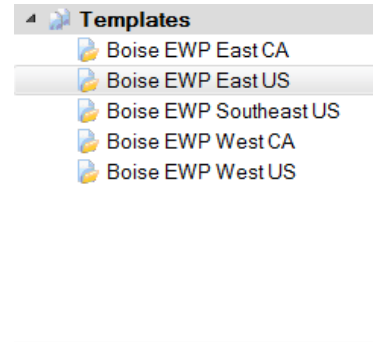 Templates
Boise EWP East CA
Boise EWP East US
Boise EWP Southeast US
Boise EWP West CA
Boise EWP West US